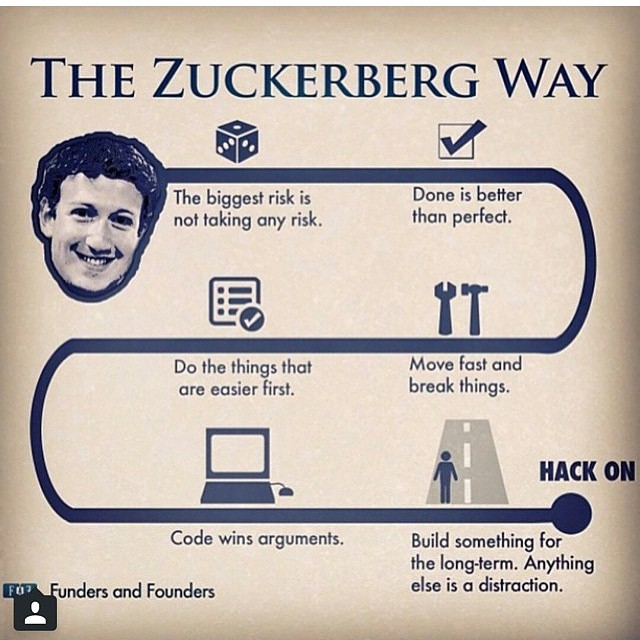 THE ZUCKERBERG WAY
The biggest risk is
not taking any risk.
Done is better
than perfect.
Do the things that
are easier first.
Move fast and
break things.
Code wins arguments.
HACK ON
Build something for
the long-term. Anything
else is a distraction.
Funders and Founders